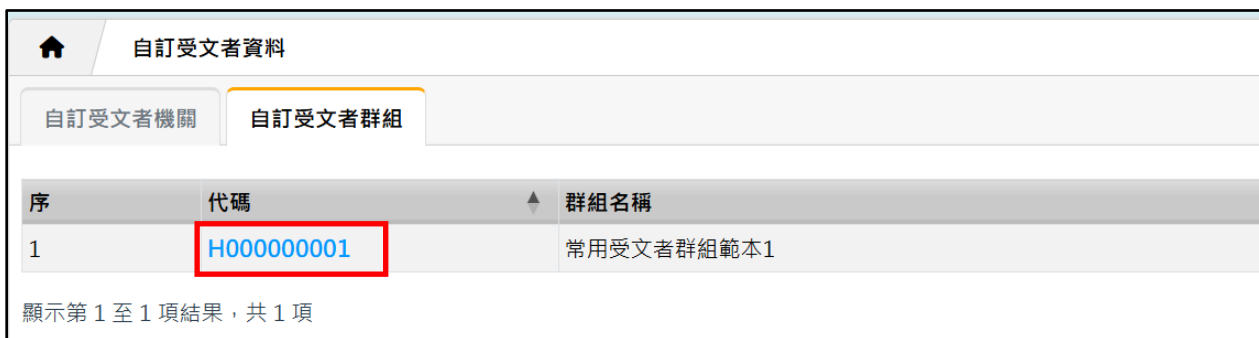 自訂受文者資料
自訂受文者機關 自訂受文者群組
序 代碼 群組名稱
1 H000000001 常用受文者群組範本1
顯示第 1 至 1 項結果，共 1 項